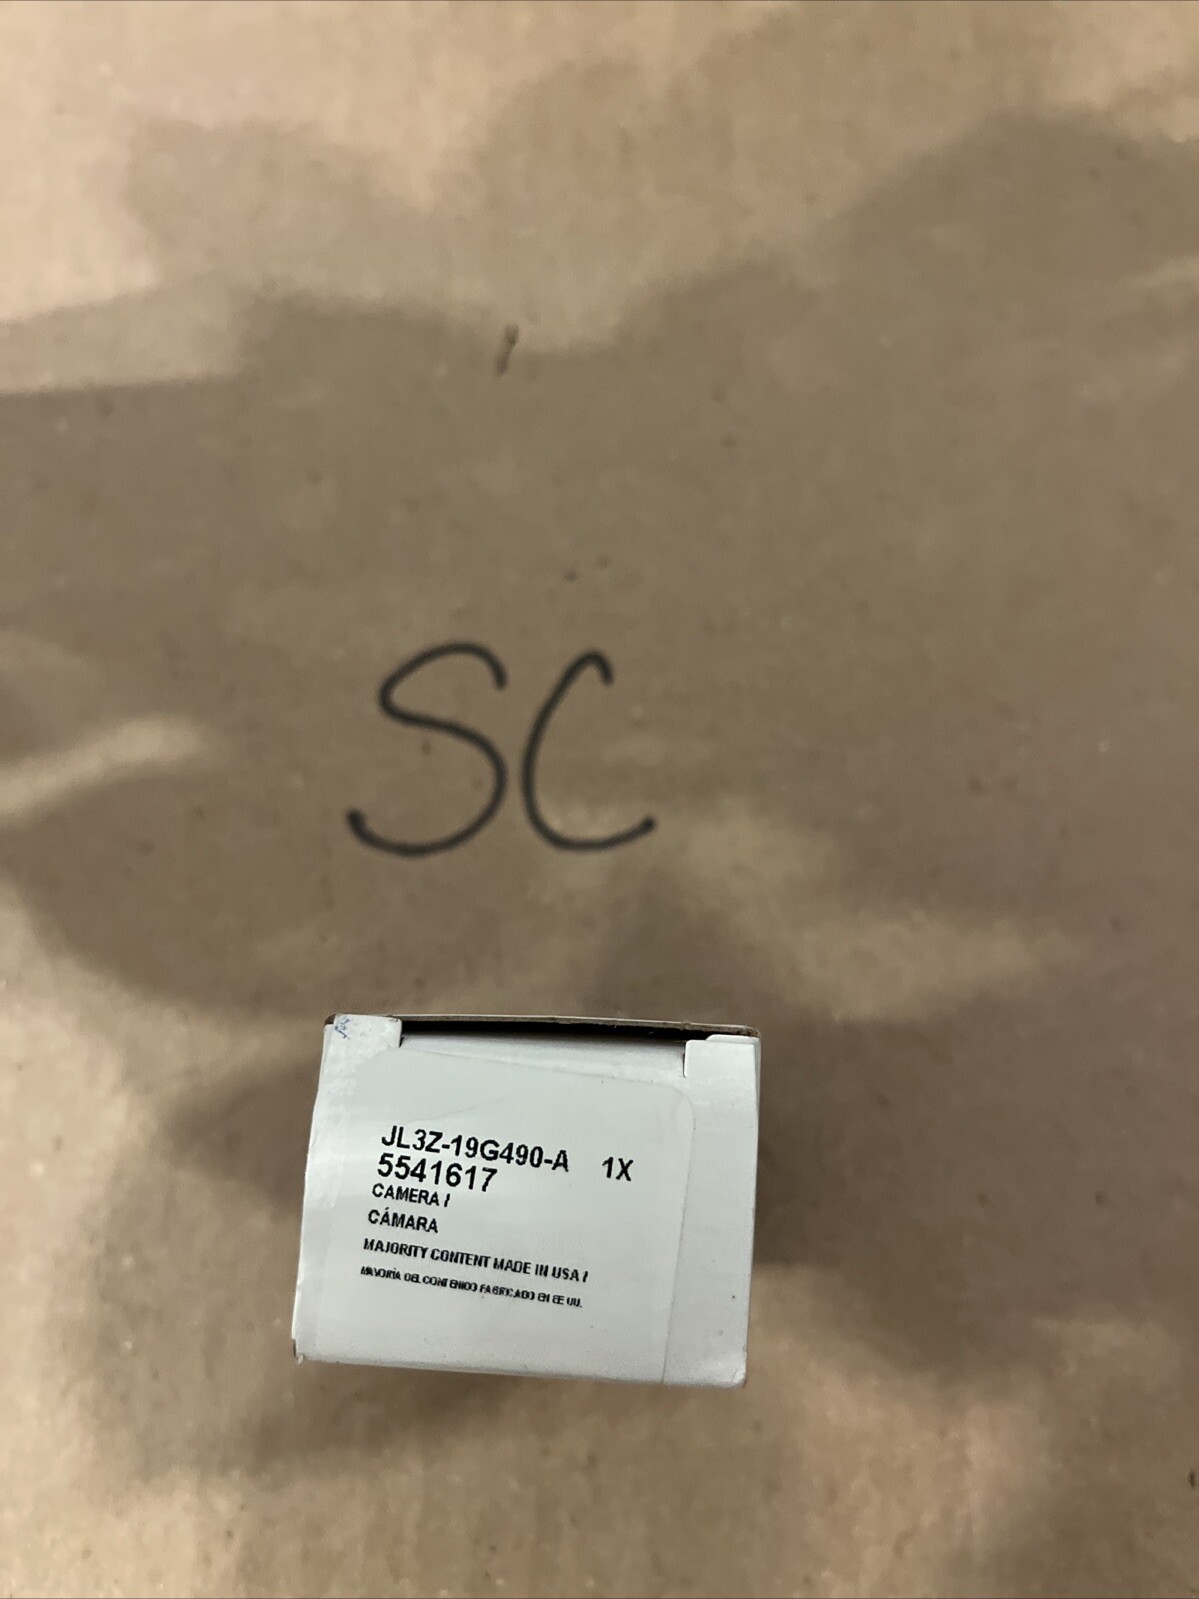 SC
JL3Z-19G490-A 1X
5541617
CAMERA /
CÁMARA
MAJORITY CONTENT MADE IN USA /
MAYORÍA DEL CONTENIDO FABRICADO EN EE UU.